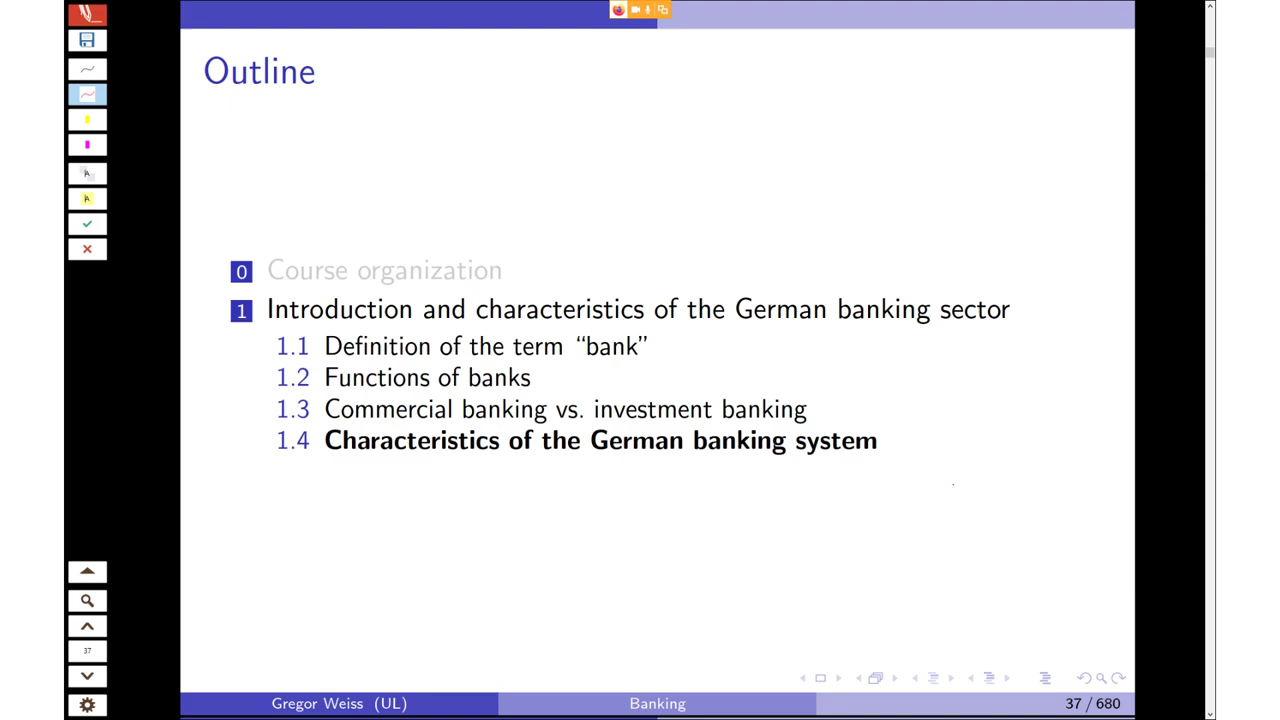 Outline
0 Course organization
1 Introduction and characteristics of the German banking sector
1.1 Definition of the term “bank”
1.2 Functions of banks
1.3 Commercial banking vs. investment banking
1.4 Characteristics of the German banking system
37
Gregor Weiss (UL) Banking 37 / 680